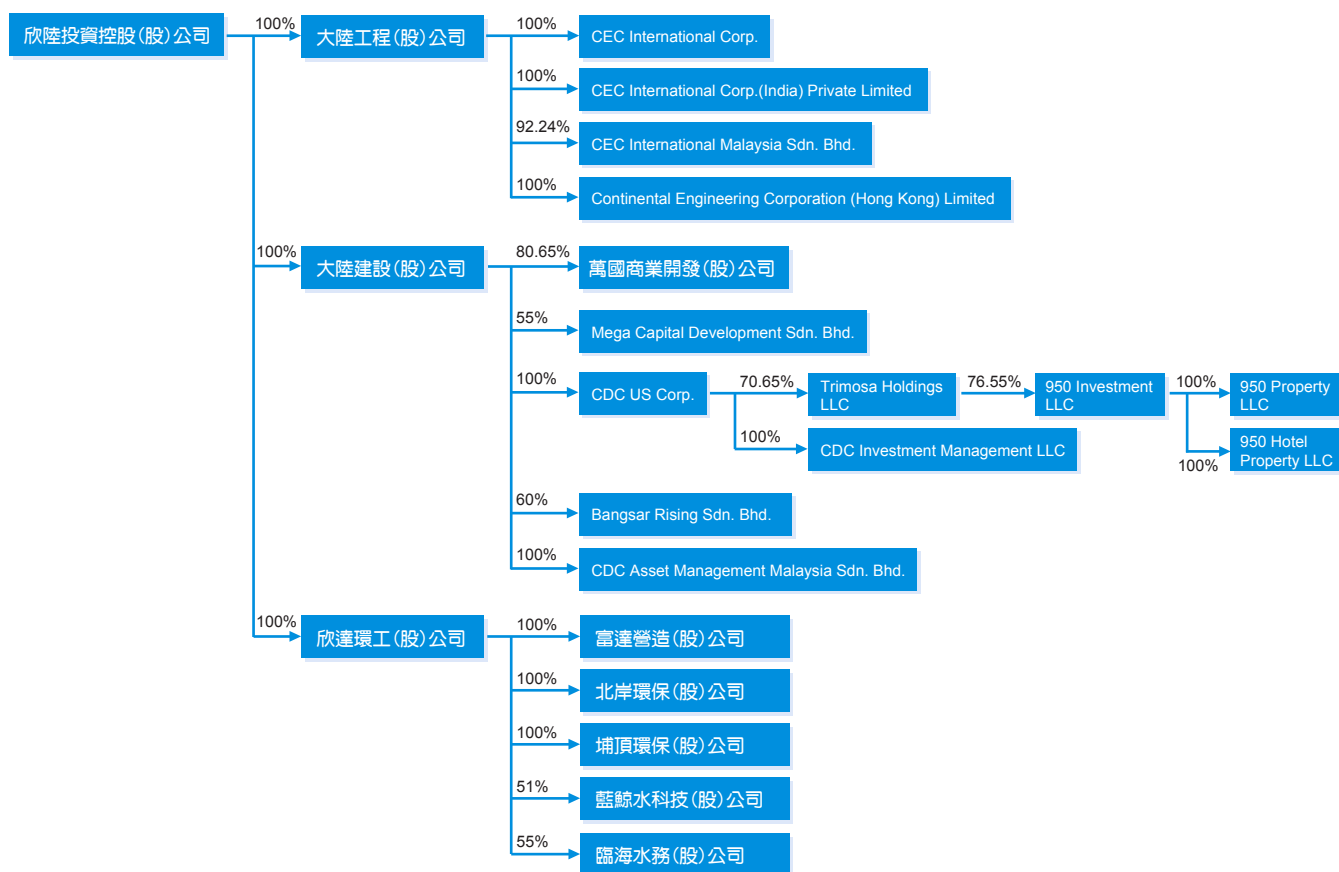 欣陸投資控股(股)公司
100%
大陸工程(股)公司
100%
CEC International Corp.
100%
CEC International Corp.(India) Private Limited
92.24%
CEC International Malaysia Sdn. Bhd.
100%
Continental Engineering Corporation (Hong Kong) Limited
100%
大陸建設(股)公司
80.65%
萬國商業開發(股)公司
55%
Mega Capital Development Sdn. Bhd.
100%
CDC US Corp.
70.65%
Trimosa Holdings
LLC
76.55%
950 Investment
LLC
100%
950 Property
LLC
100%
CDC Investment Management LLC
100%
950 Hotel
Property LLC
60%
Bangsar Rising Sdn. Bhd.
100%
CDC Asset Management Malaysia Sdn. Bhd.
100%
欣達環工(股)公司
100%
富達營造(股)公司
100%
北岸環保(股)公司
100%
埔頂環保(股)公司
51%
藍鯨水科技(股)公司
55%
臨海水務(股)公司